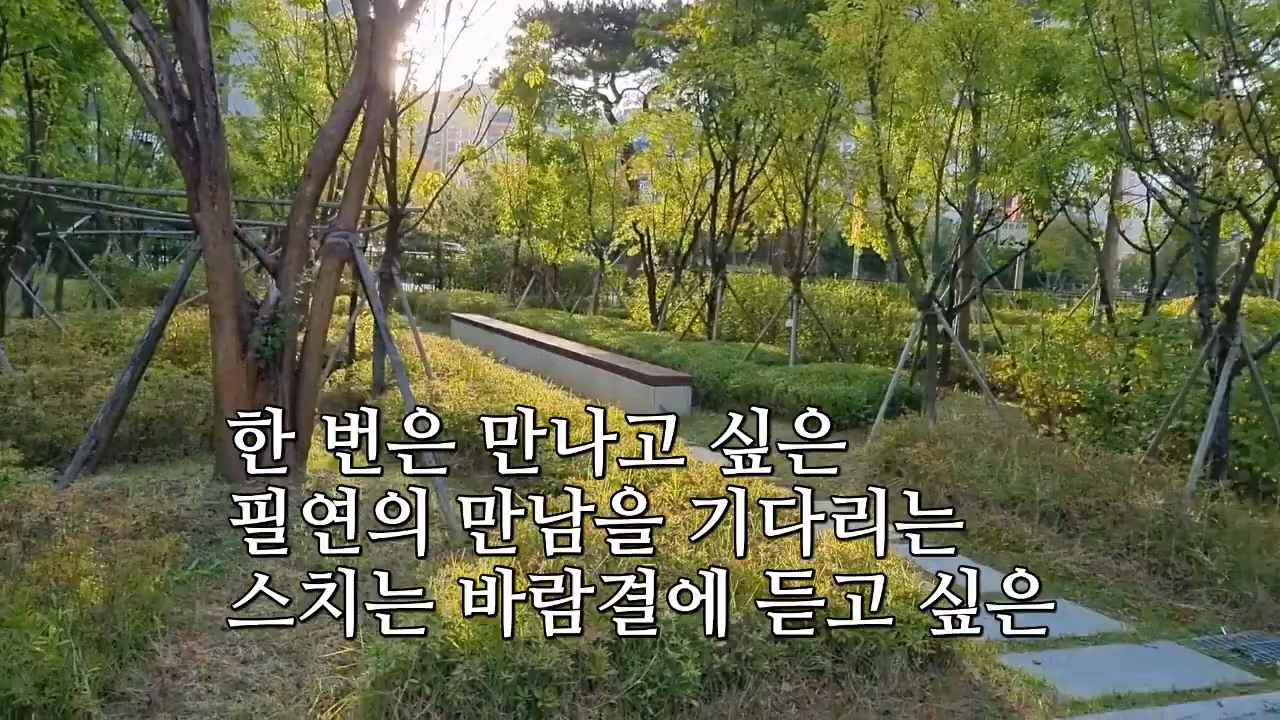 한 번은 만나고 싶은
필연의 만남을 기다리는
스치는 바람결에 듣고 싶은